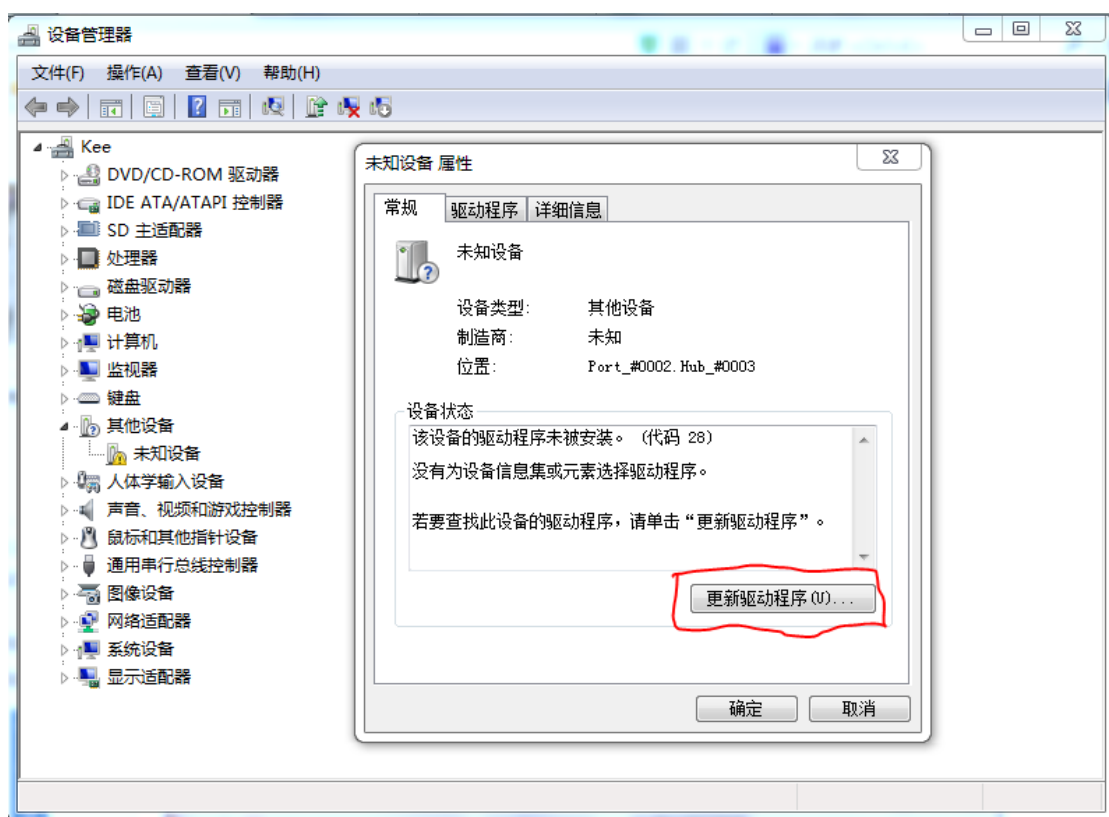 设备管理器
文件(F) 操作(A) 查看(V) 帮助(H)
Kee
DVD/CD-ROM 驱动器
IDE ATA/ATAPI 控制器
SD 主适配器
处理器
磁盘驱动器
电池
计算机
监视器
键盘
其他设备
未知设备
人体学输入设备
声音、视频和游戏控制器
鼠标和其他指针设备
通用串行总线控制器
图像设备
网络适配器
系统设备
显示适配器
未知设备 属性
常规 驱动程序 详细信息
未知设备
设备类型: 其他设备
制造商: 未知
位置: Port_#0002.Hub_#0003
设备状态
该设备的驱动程序未被安装。 (代码 28)
没有为设备信息集或元素选择驱动程序。
若要查找此设备的驱动程序，请单击“更新驱动程序”。
更新驱动程序(U)...
确定 取消